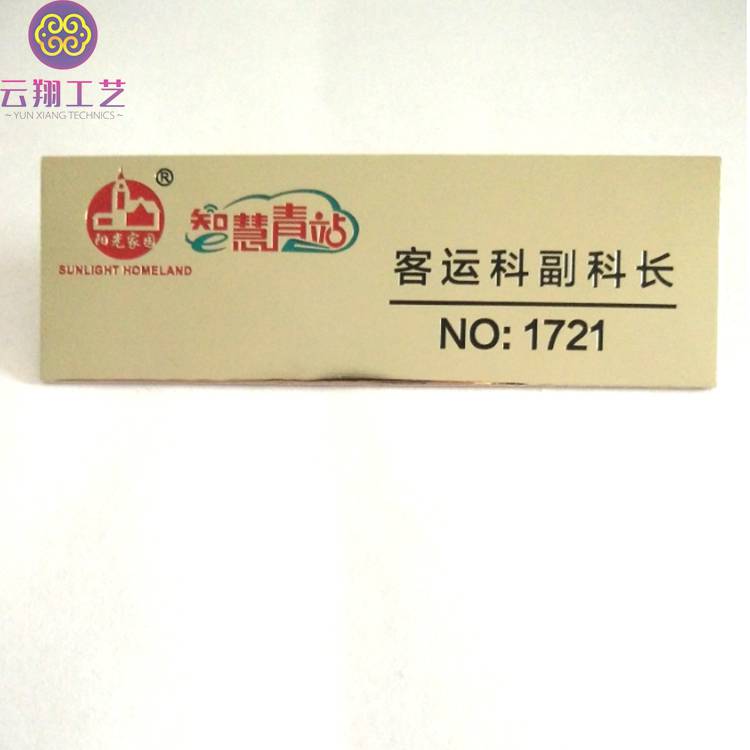 云翔工艺
~YUN XIANG TECHNICS~
®
阳光家园
SUNLIGHT HOMELAND
智慧青站
客运科副科长
NO: 1721